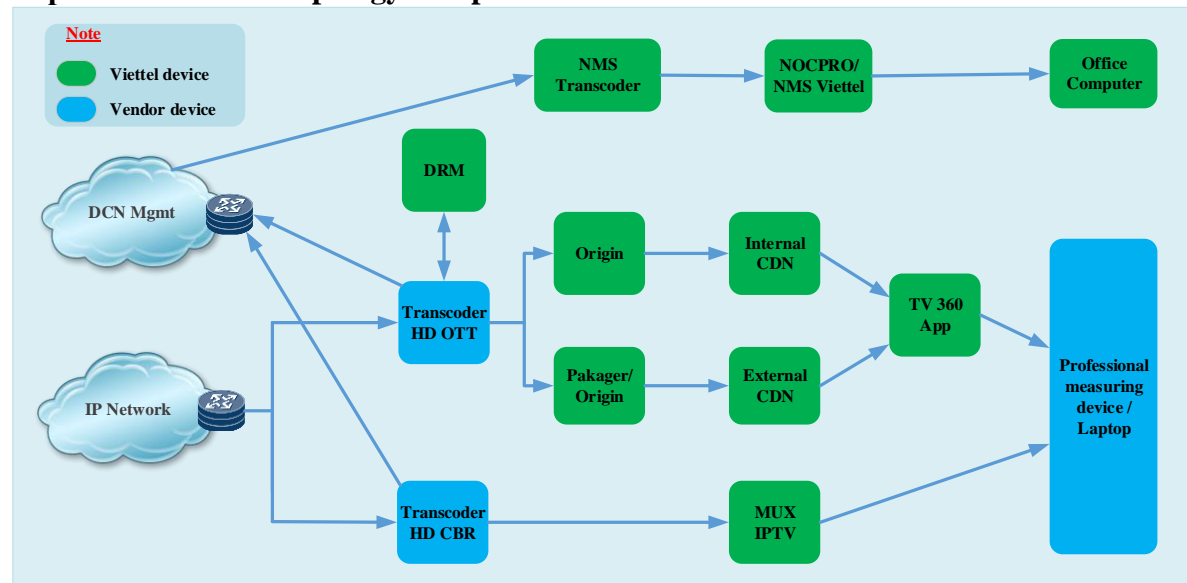 Note
Viettel device
Vendor device
NMS
Transcoder
NOCPRO/
NMS Viettel
Office
Computer
DRM
DCN Mgmt
Origin
Internal
CDN
Transcoder
HD OTT
TV 360
App
Pakager/
Origin
External
CDN
Professional
measuring
device /
Laptop
IP Network
Transcoder
HD CBR
MUX
IPTV